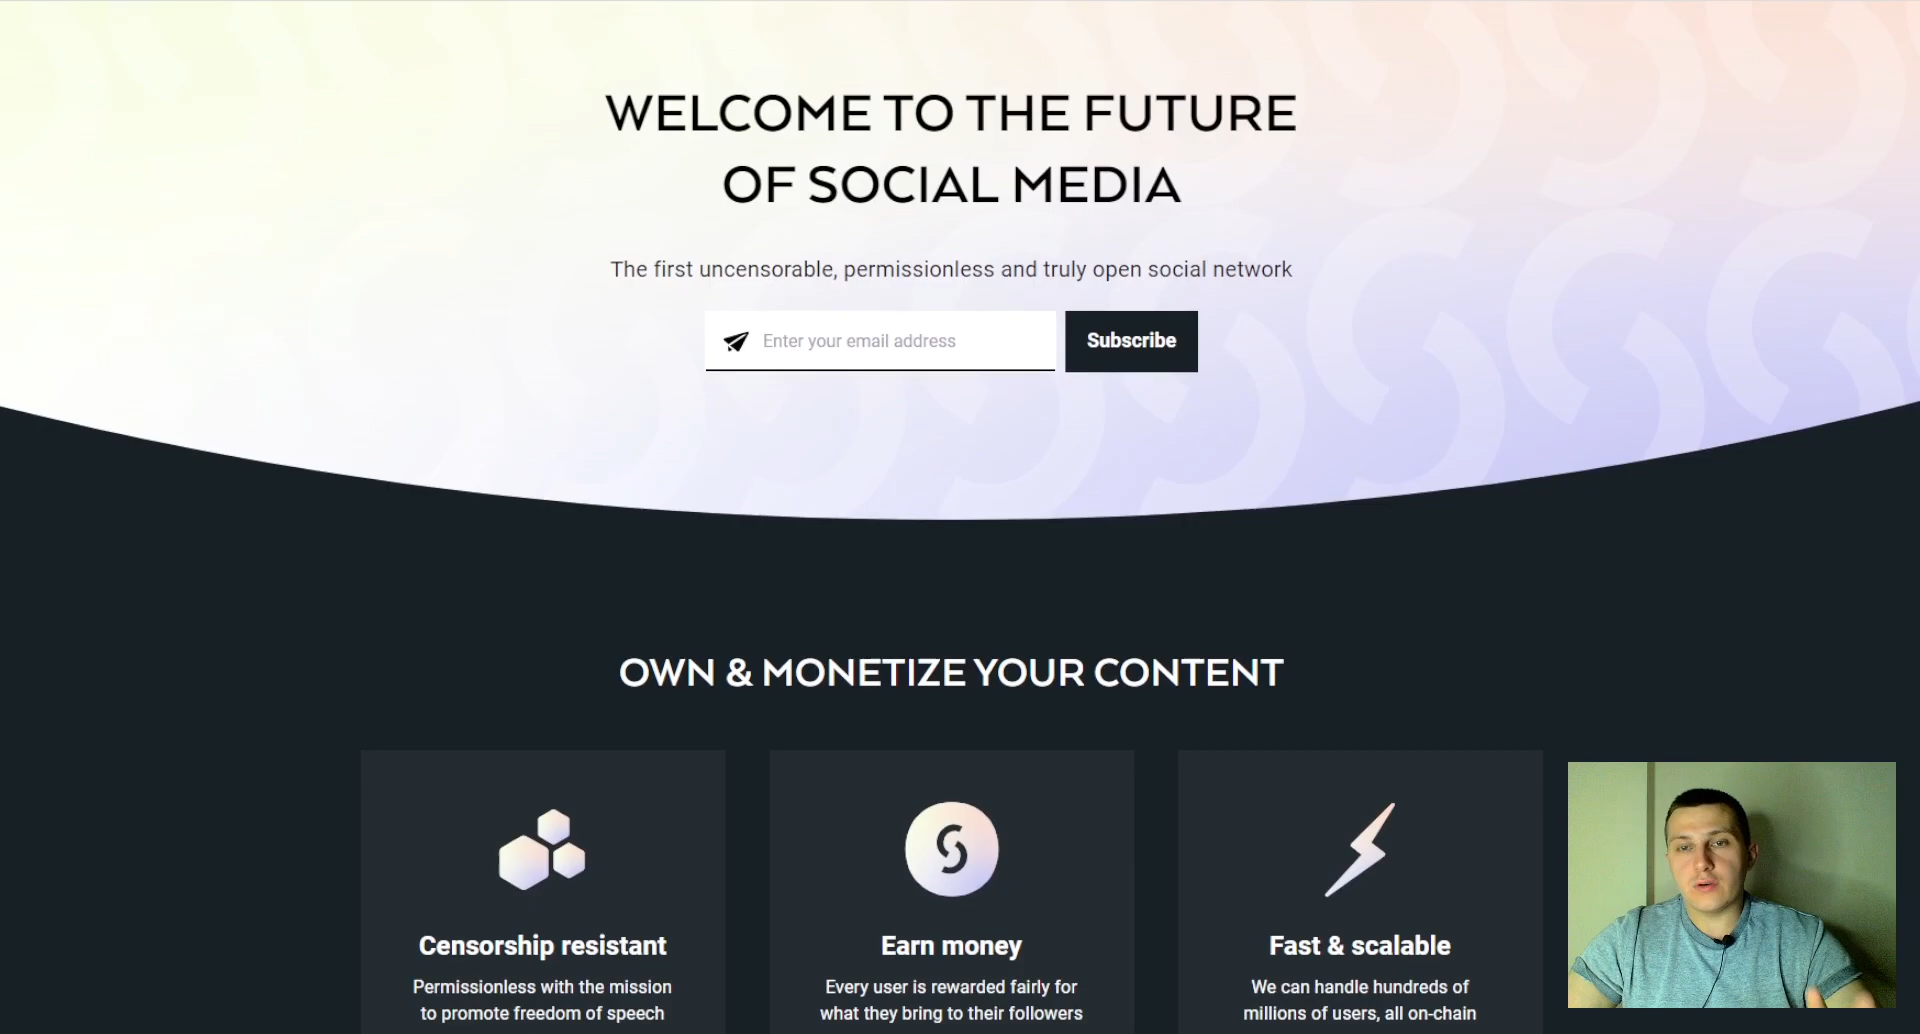 WELCOME TO THE FUTURE
OF SOCIAL MEDIA
The first uncensorable, permissionless and truly open social network
Enter your email address
Subscribe
OWN & MONETIZE YOUR CONTENT
Censorship resistant
Permissionless with the mission
to promote freedom of speech
Earn money
Every user is rewarded fairly for
what they bring to their followers
Fast & scalable
We can handle hundreds of
millions of users, all on-chain